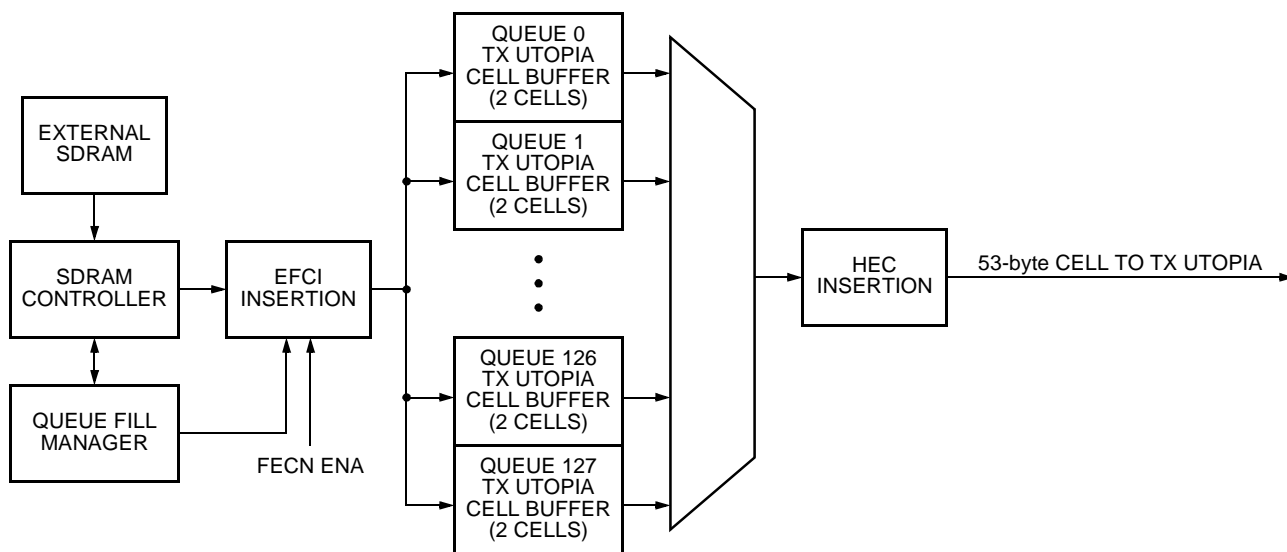 EXTERNAL
SDRAM
SDRAM
CONTROLLER
QUEUE FILL
MANAGER
EFCI
INSERTION
FECN ENA
QUEUE 0
TX UTOPIA
CELL BUFFER
(2 CELLS)
QUEUE 1
TX UTOPIA
CELL BUFFER
(2 CELLS)
QUEUE 126
TX UTOPIA
CELL BUFFER
(2 CELLS)
QUEUE 127
TX UTOPIA
CELL BUFFER
(2 CELLS)
HEC
INSERTION
53-byte CELL TO TX UTOPIA